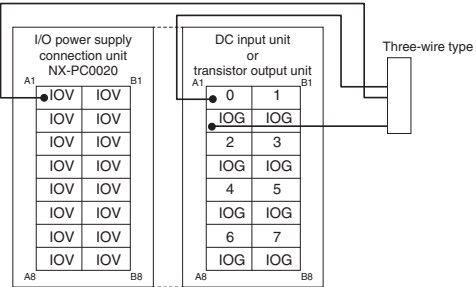 I/O power supply
connection unit
NX-PC0020
A1 B1
IOV IOV
IOV IOV
IOV IOV
IOV IOV
IOV IOV
IOV IOV
IOV IOV
IOV IOV
A8 B8
DC input unit
or
transistor output unit
A1 B1
0 1
IOG IOG
2 3
IOG IOG
4 5
IOG IOG
6 7
IOG IOG
A8 B8
Three-wire type